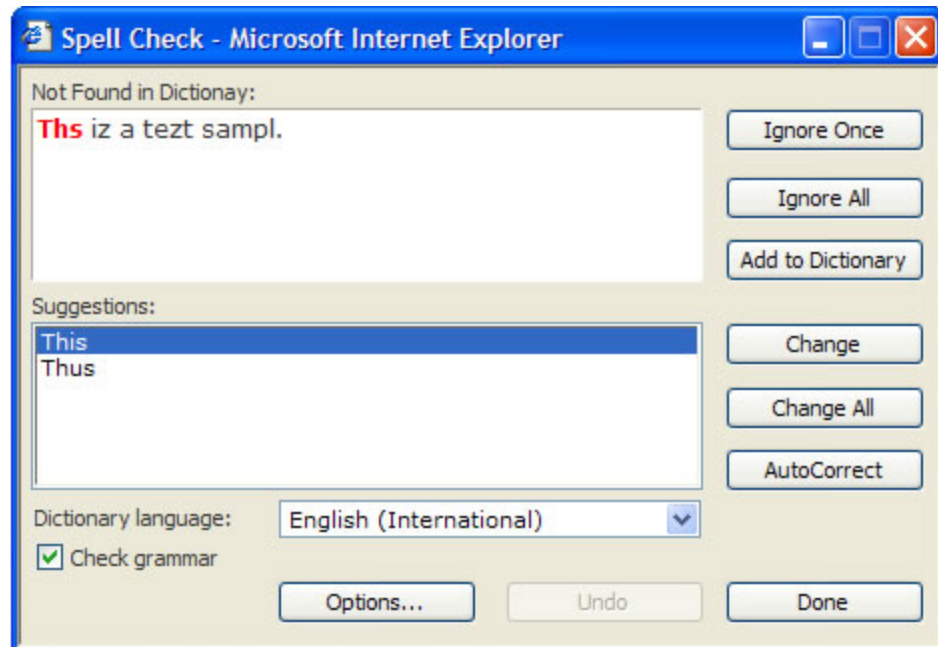 Spell Check - Microsoft Internet Explorer
Not Found in Dictionay:
Ths iz a tezt sampl.
Ignore Once
Ignore All
Add to Dictionary
Suggestions:
This
Thus
Change
Change All
AutoCorrect
Dictionary language:
English (International)
Check grammar
Options...
Undo
Done